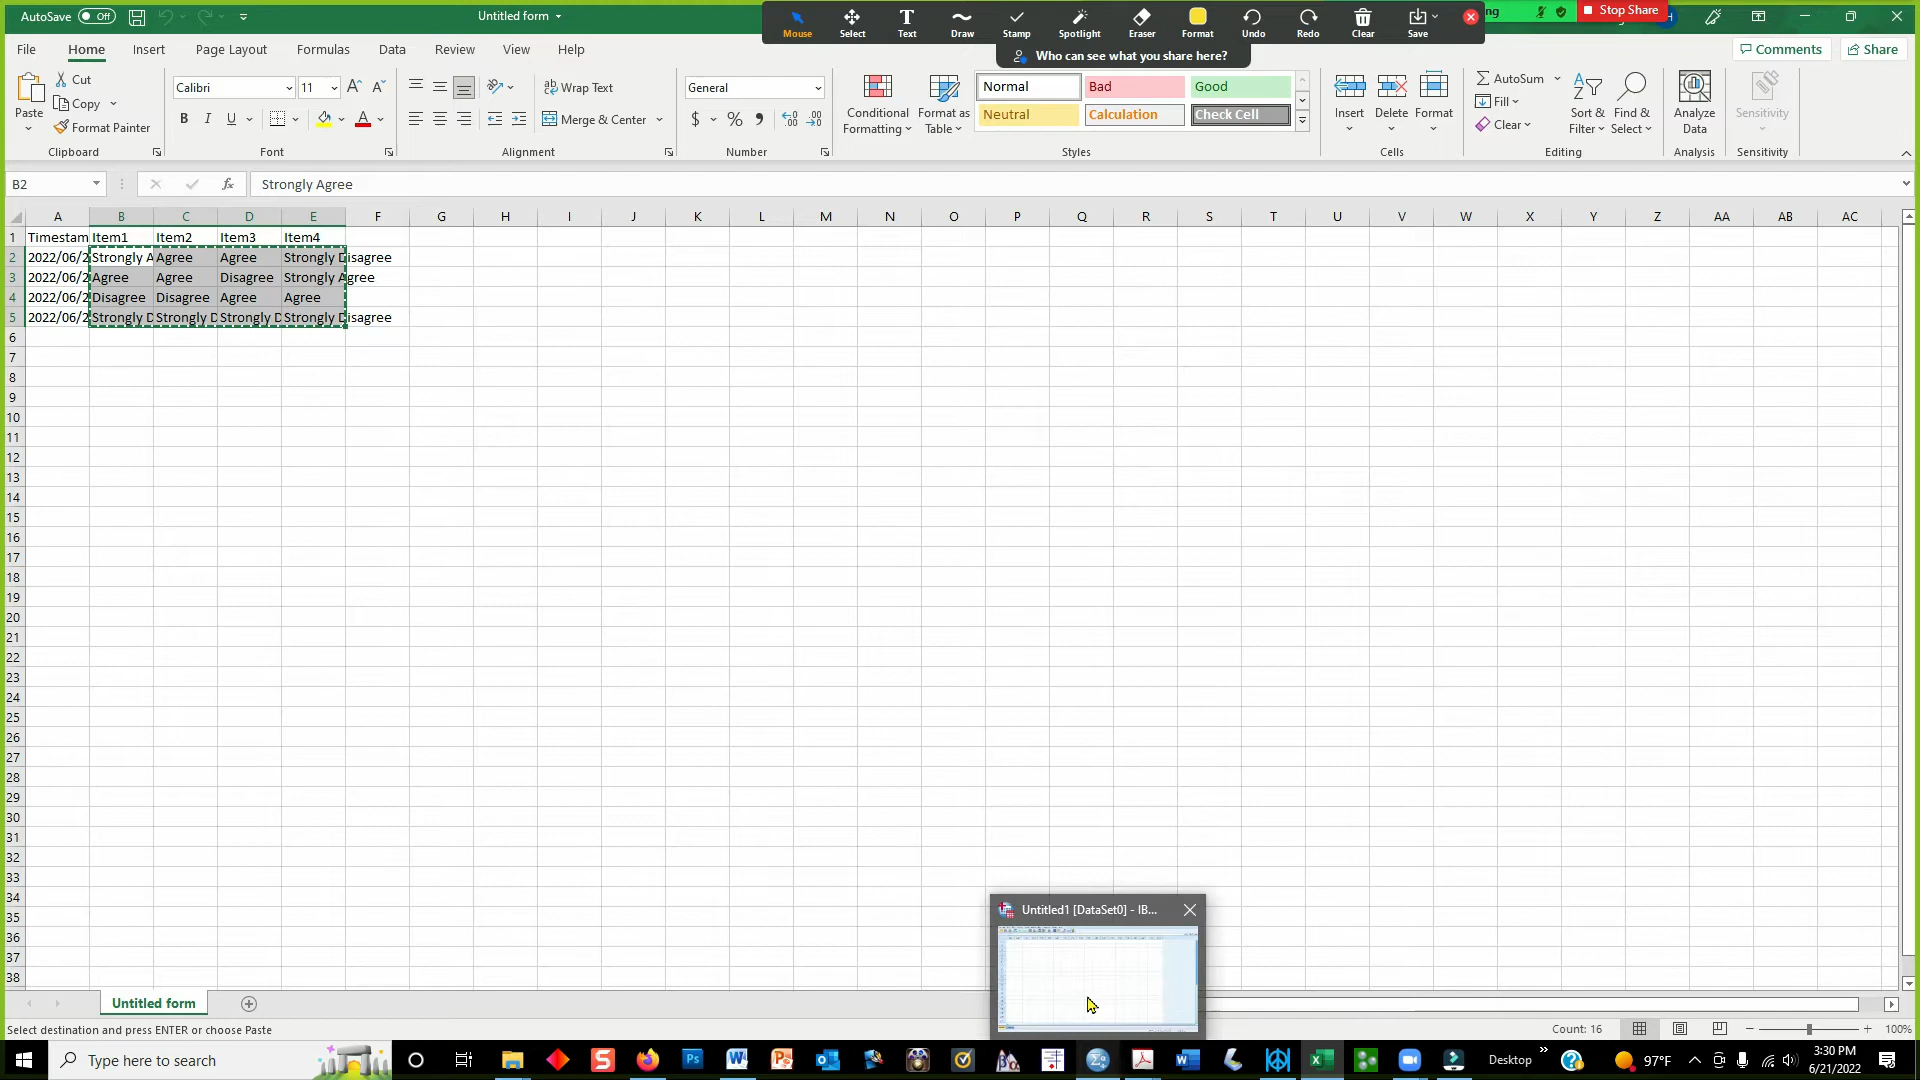 AutoSave Off
Untitled form
Mouse Select Text Draw Stamp Spotlight Eraser Format Undo Redo Clear Save
ng Stop Share
Who can see what you share here?
File Home Insert Page Layout Formulas Data Review View Help
Comments Share
Paste
Cut
Copy
Format Painter
Clipboard
Calibri 11
B I U
Font
Wrap Text
Merge & Center
Alignment
General
$ % 9
Number
Conditional Formatting
Format as Table
Normal Bad Good
Neutral Calculation Check Cell
Styles
Insert Delete Format
Cells
AutoSum
Fill
Clear
Sort & Filter
Find & Select
Editing
Analyze Data
Analysis
Sensitivity
Sensitivity
B2 fx Strongly Agree
A B C D E F G H I J K L M N O P Q R S T U V W X Y Z AA AB AC
1 Timestam Item1 Item2 Item3 Item4
2 2022/06/2 Strongly A Agree Agree Strongly Disagree
3 2022/06/2 Agree Agree Disagree Strongly Agree
4 2022/06/2 Disagree Disagree Agree Agree
5 2022/06/2 Strongly D Strongly D Strongly D Strongly Disagree
6
7
8
9
10
11
12
13
14
15
16
17
18
19
20
21
22
23
24
25
26
27
28
29
30
31
32
33
34
35
36
37
38
Untitled1 [DataSet0] - IB...
Untitled form
Select destination and press ENTER or choose Paste
Count: 16
100%
Type here to search
Desktop
97°F
3:30 PM
6/21/2022